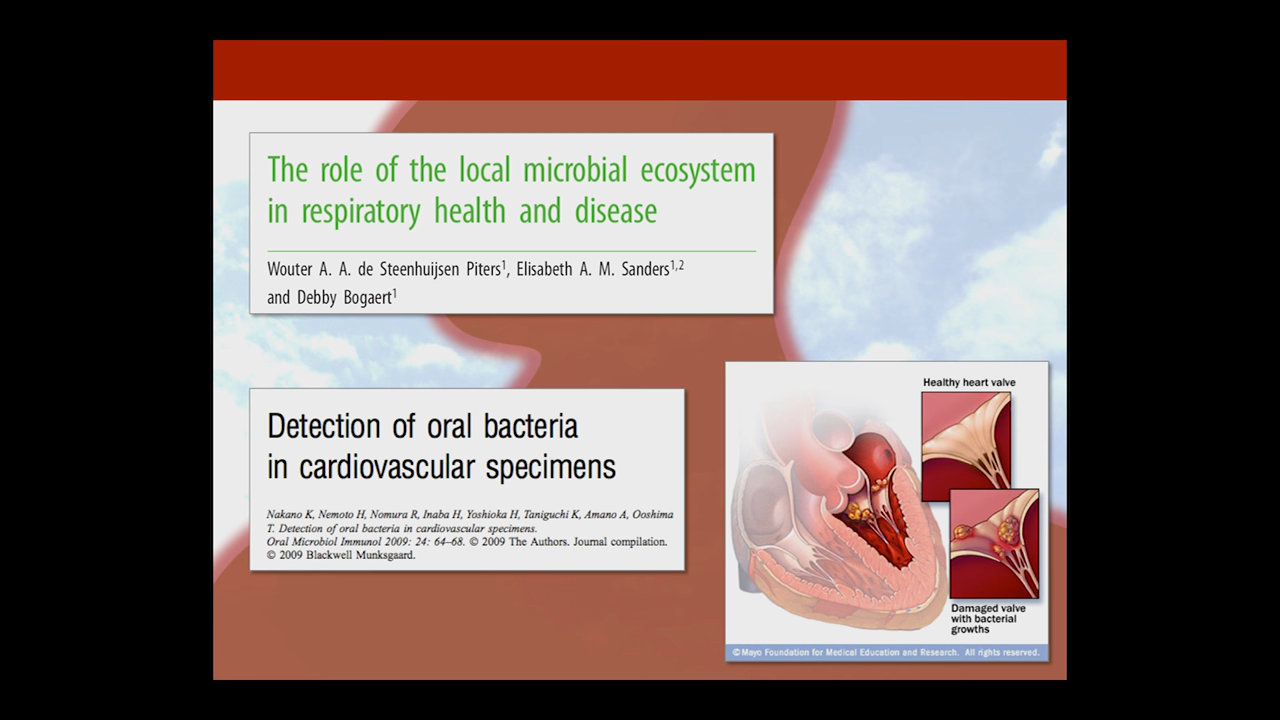 The role of the local microbial ecosystem
in respiratory health and disease
Wouter A. A. de Steenhuijsen Piters1, Elisabeth A. M. Sanders1,2
and Debby Bogaert1
Detection of oral bacteria
in cardiovascular specimens
Nakano K, Nemoto H, Nomura R, Inaba H, Yoshioka H, Taniguchi K, Amano A, Ooshima
T. Detection of oral bacteria in cardiovascular specimens.
Oral Microbiol Immunol 2009: 24: 64–68. © 2009 The Authors. Journal compilation.
© 2009 Blackwell Munksgaard.
Healthy heart valve
Damaged valve
with bacterial
growths
©Mayo Foundation for Medical Education and Research. All rights reserved.